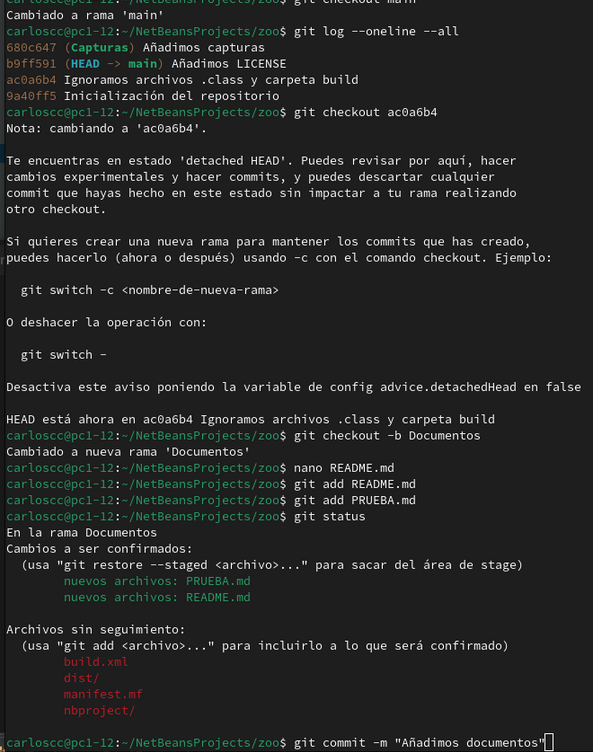 carloscc@pc1-12:~/NetBeansProjects/zoo$ git checkout main
Cambiado a rama 'main'
carloscc@pc1-12:~/NetBeansProjects/zoo$ git log --oneline --all
680c647 (Capturas) Añadimos capturas
b9ff591 (HEAD -> main) Añadimos LICENSE
ac0a6b4 Ignoramos archivos .class y carpeta build
9a40ff5 Inicialización del repositorio
carloscc@pc1-12:~/NetBeansProjects/zoo$ git checkout ac0a6b4
Nota: cambiando a 'ac0a6b4'.
Te encuentras en estado 'detached HEAD'. Puedes revisar por aquí, hacer
cambios experimentales y hacer commits, y puedes descartar cualquier
commit que hayas hecho en este estado sin impactar a tu rama realizando
otro checkout.
Si quieres crear una nueva rama para mantener los commits que has creado,
puedes hacerlo (ahora o después) usando -c con el comando checkout. Ejemplo:
git switch -c <nombre-de-nueva-rama>
O deshacer la operación con:
git switch -
Desactiva este aviso poniendo la variable de config advice.detachedHead en false
HEAD está ahora en ac0a6b4 Ignoramos archivos .class y carpeta build
carloscc@pc1-12:~/NetBeansProjects/zoo$ git checkout -b Documentos
Cambiado a nueva rama 'Documentos'
carloscc@pc1-12:~/NetBeansProjects/zoo$ nano README.md
carloscc@pc1-12:~/NetBeansProjects/zoo$ git add README.md
carloscc@pc1-12:~/NetBeansProjects/zoo$ git add PRUEBA.md
carloscc@pc1-12:~/NetBeansProjects/zoo$ git status
En la rama Documentos
Cambios a ser confirmados:
(usa "git restore --staged <archivo>..." para sacar del área de stage)
nuevos archivos: PRUEBA.md
nuevos archivos: README.md
Archivos sin seguimiento:
(usa "git add <archivo>..." para incluirlo a lo que será confirmado)
build.xml
dist/
manifest.mf
nbproject/
carloscc@pc1-12:~/NetBeansProjects/zoo$ git commit -m "Añadimos documentos"